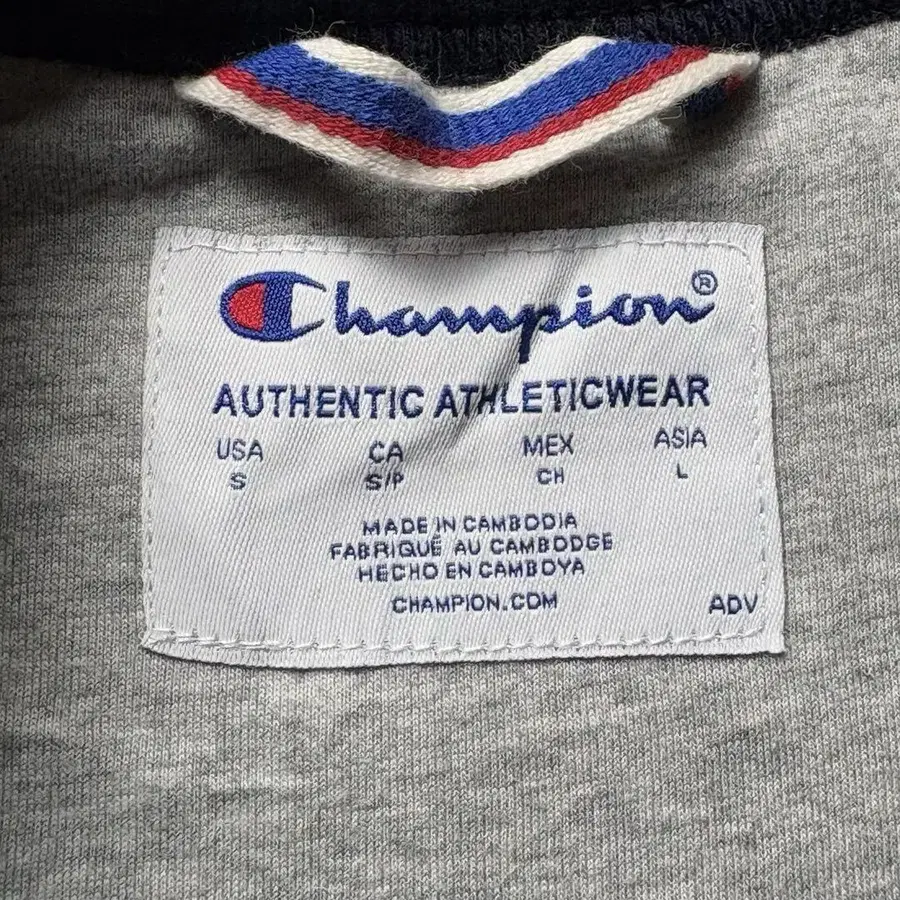 Champion®
AUTHENTIC ATHLETICWEAR
USA CA MEX ASIA
S S/P CH L
MADE IN CAMBODIA
FABRIQUÉ AU CAMBODGE
HECHO EN CAMBOYA
CHAMPION.COM
ADV